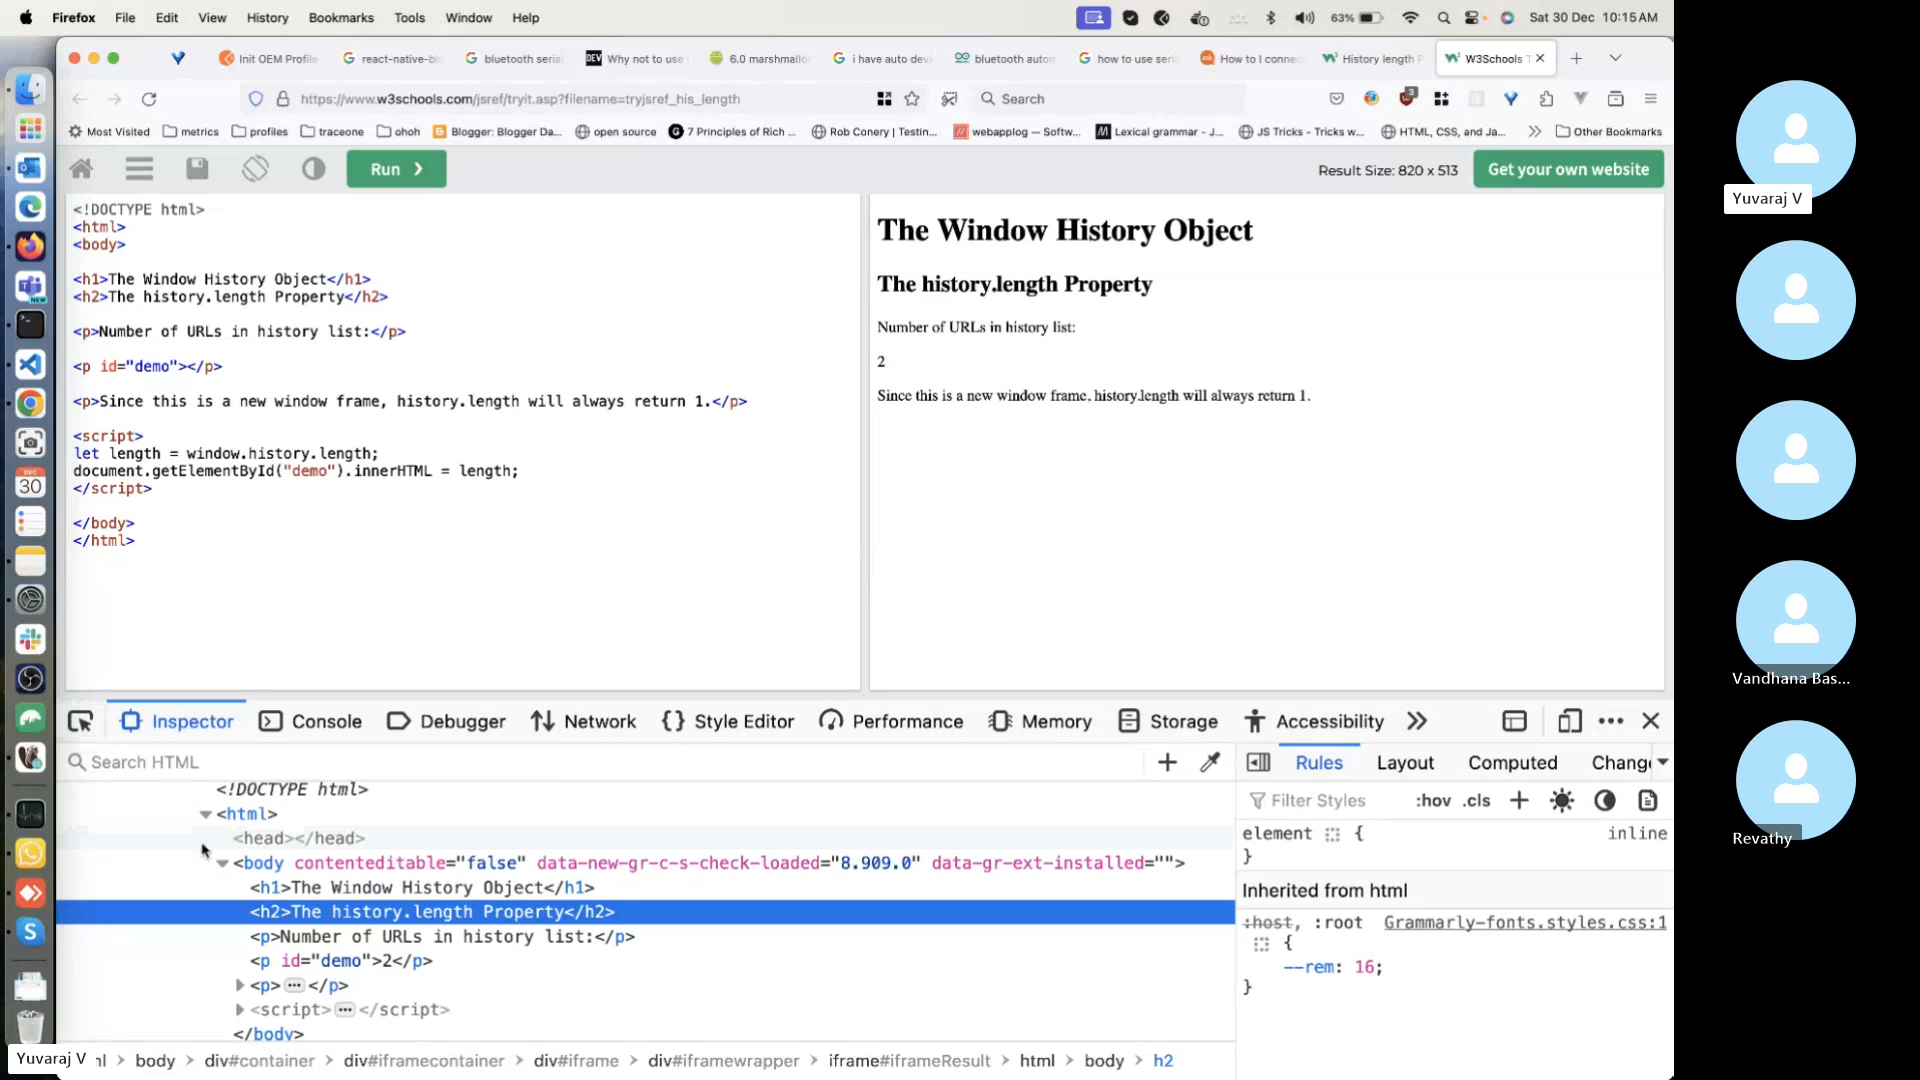 Firefox File Edit View History Bookmarks Tools Window Help 63% Sat 30 Dec 10:15 AM
Init OEM Profile react-native-bl bluetooth seria DEV Why not to use 6.0 marshmallo i have auto devi bluetooth auton how to use seria How to I connec History length P W3Schools T
https://www.w3schools.com/jsref/tryit.asp?filename=tryjsref_his_length Search 3
Most Visited metrics profiles traceone ohoh Blogger: Blogger Da... open source 7 Principles of Rich ... Rob Conery | Testin... webapplog — Softw... Lexical grammar - J... JS Tricks - Tricks w... HTML, CSS, and Ja... Other Bookmarks
Run Result Size: 820 x 513 Get your own website
<!DOCTYPE html>
<html>
<body>
<h1>The Window History Object</h1>
<h2>The history.length Property</h2>
<p>Number of URLs in history list:</p>
<p id="demo"></p>
<p>Since this is a new window frame, history.length will always return 1.</p>
<script>
let length = window.history.length;
document.getElementById("demo").innerHTML = length;
</script>
</body>
</html>
The Window History Object
The history.length Property
Number of URLs in history list:
2
Since this is a new window frame, history.length will always return 1.
Inspector Console Debugger Network Style Editor Performance Memory Storage Accessibility
Search HTML
<!DOCTYPE html>
<html>
<head></head>
<body contenteditable="false" data-new-gr-c-s-check-loaded="8.909.0" data-gr-ext-installed="">
<h1>The Window History Object</h1>
<h2>The history.length Property</h2>
<p>Number of URLs in history list:</p>
<p id="demo">2</p>
<p> ••• </p>
<script> ••• </script>
</body>
nl > body > div#container > div#iframecontainer > div#iframe > div#iframewrapper > iframe#iframeResult > html > body > h2
Rules Layout Computed Chang
Filter Styles :hov .cls
element { inline
}
Inherited from html
:host, :root Grammarly-fonts.styles.css:1
{
--rem: 16;
}
DEC
30
NEW
Yuvaraj V
Yuvaraj V
Vandhana Bas...
Revathy